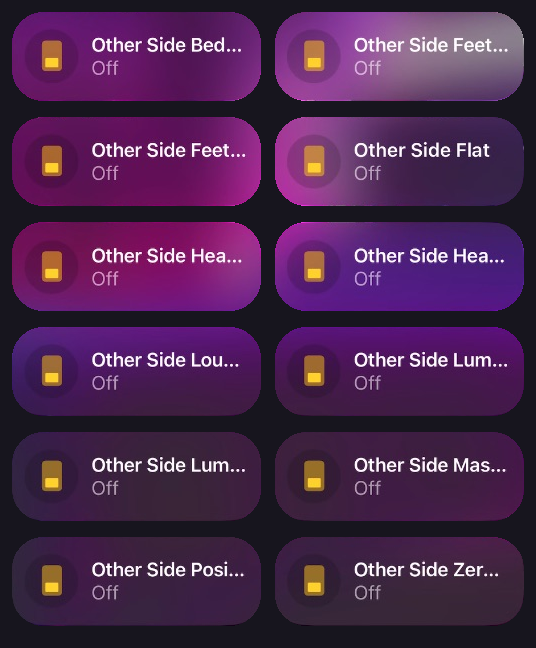 Other Side Bed...
Off
Other Side Feet...
Off
Other Side Feet...
Off
Other Side Flat
Off
Other Side Hea...
Off
Other Side Hea...
Off
Other Side Lou...
Off
Other Side Lum...
Off
Other Side Lum...
Off
Other Side Mas...
Off
Other Side Posi...
Off
Other Side Zer...
Off